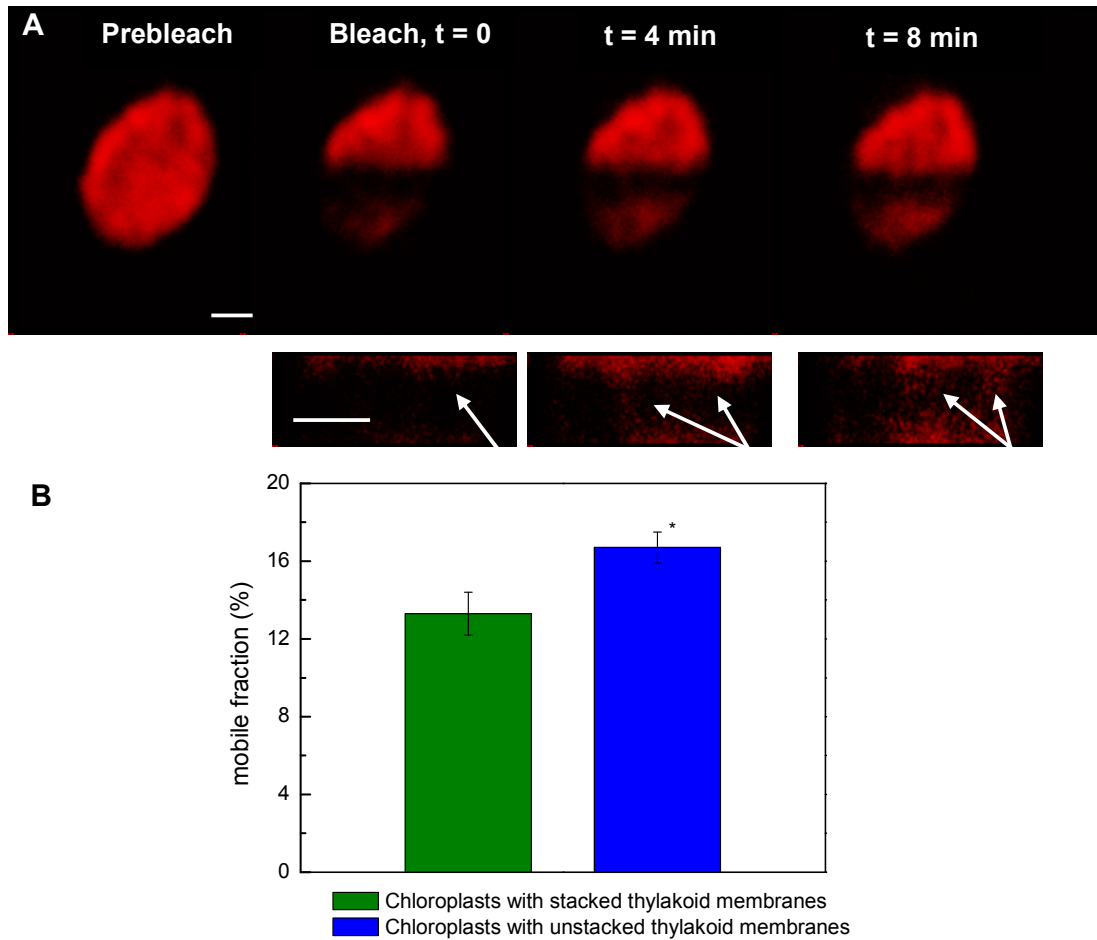 A
Prebleach
Bleach, t = 0
t = 4 min
t = 8 min
B
20
16
12
8
4
0
mobile fraction (%)
*
Chloroplasts with stacked thylakoid membranes
Chloroplasts with unstacked thylakoid membranes